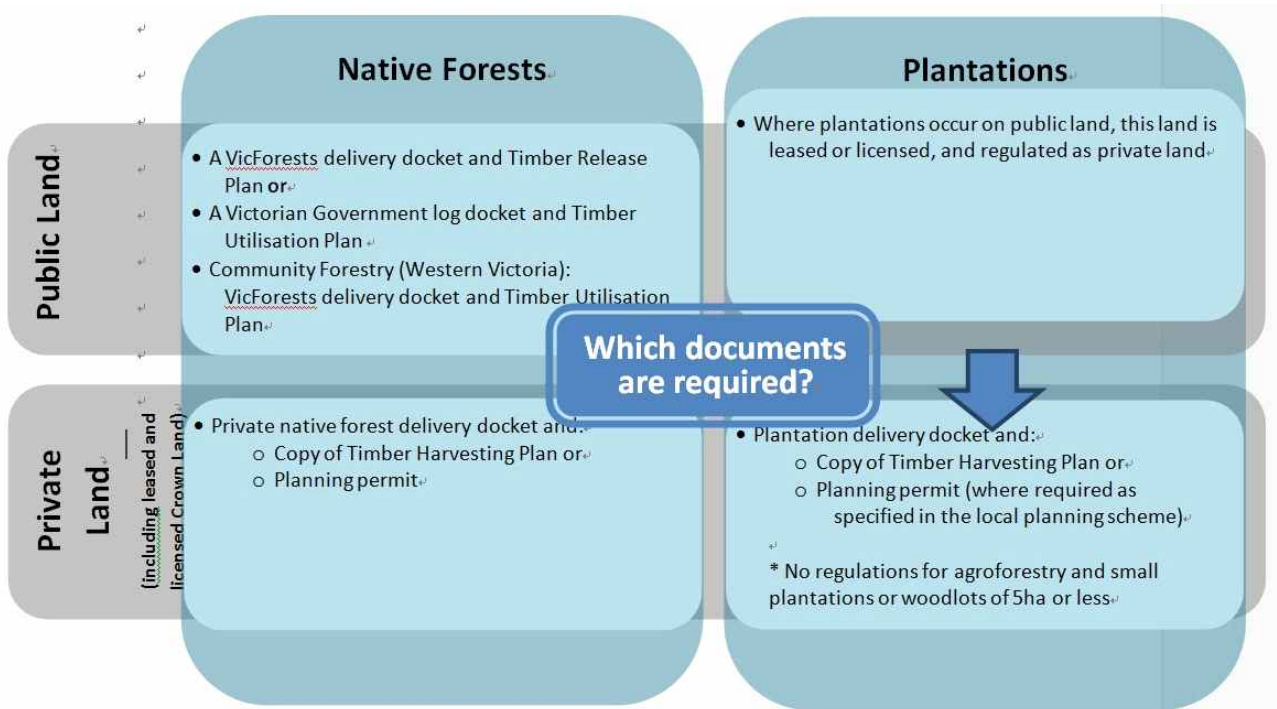 Native Forests
Plantations
Public Land
• A VicForests delivery docket and Timber Release
Plan or
• A Victorian Government log docket and Timber
Utilisation Plan
• Community Forestry (Western Victoria):
VicForests delivery docket and Timber Utilisation
Plan
• Where plantations occur on public land, this land is
leased or licensed, and regulated as private land
Which documents
are required?
Private
Land
(including leased and
licensed Crown Land)
• Private native forest delivery docket and:
o Copy of Timber Harvesting Plan or
o Planning permit
• Plantation delivery docket and:
o Copy of Timber Harvesting Plan or
o Planning permit (where required as
specified in the local planning scheme)
* No regulations for agroforestry and small
plantations or woodlots of 5ha or less